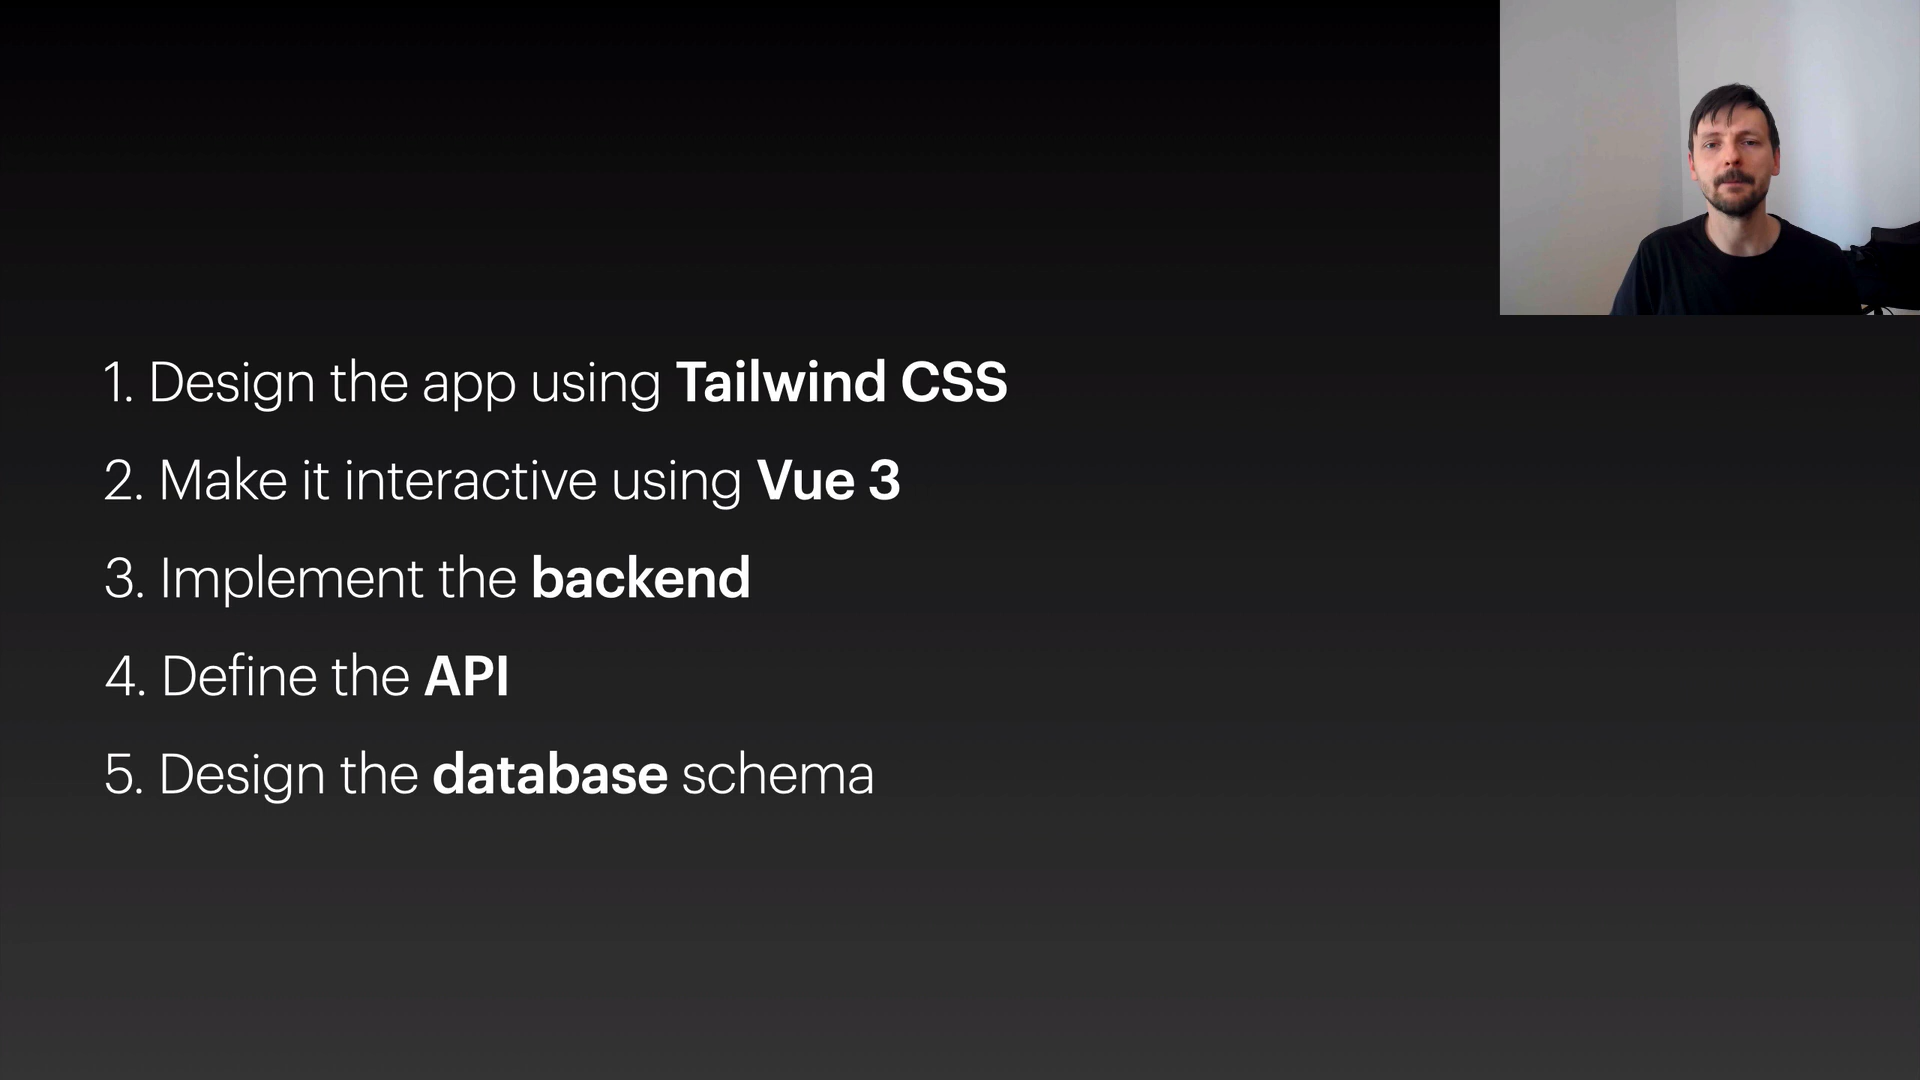 1. Design the app using Tailwind CSS
2. Make it interactive using Vue 3
3. Implement the backend
4. Define the API
5. Design the database schema